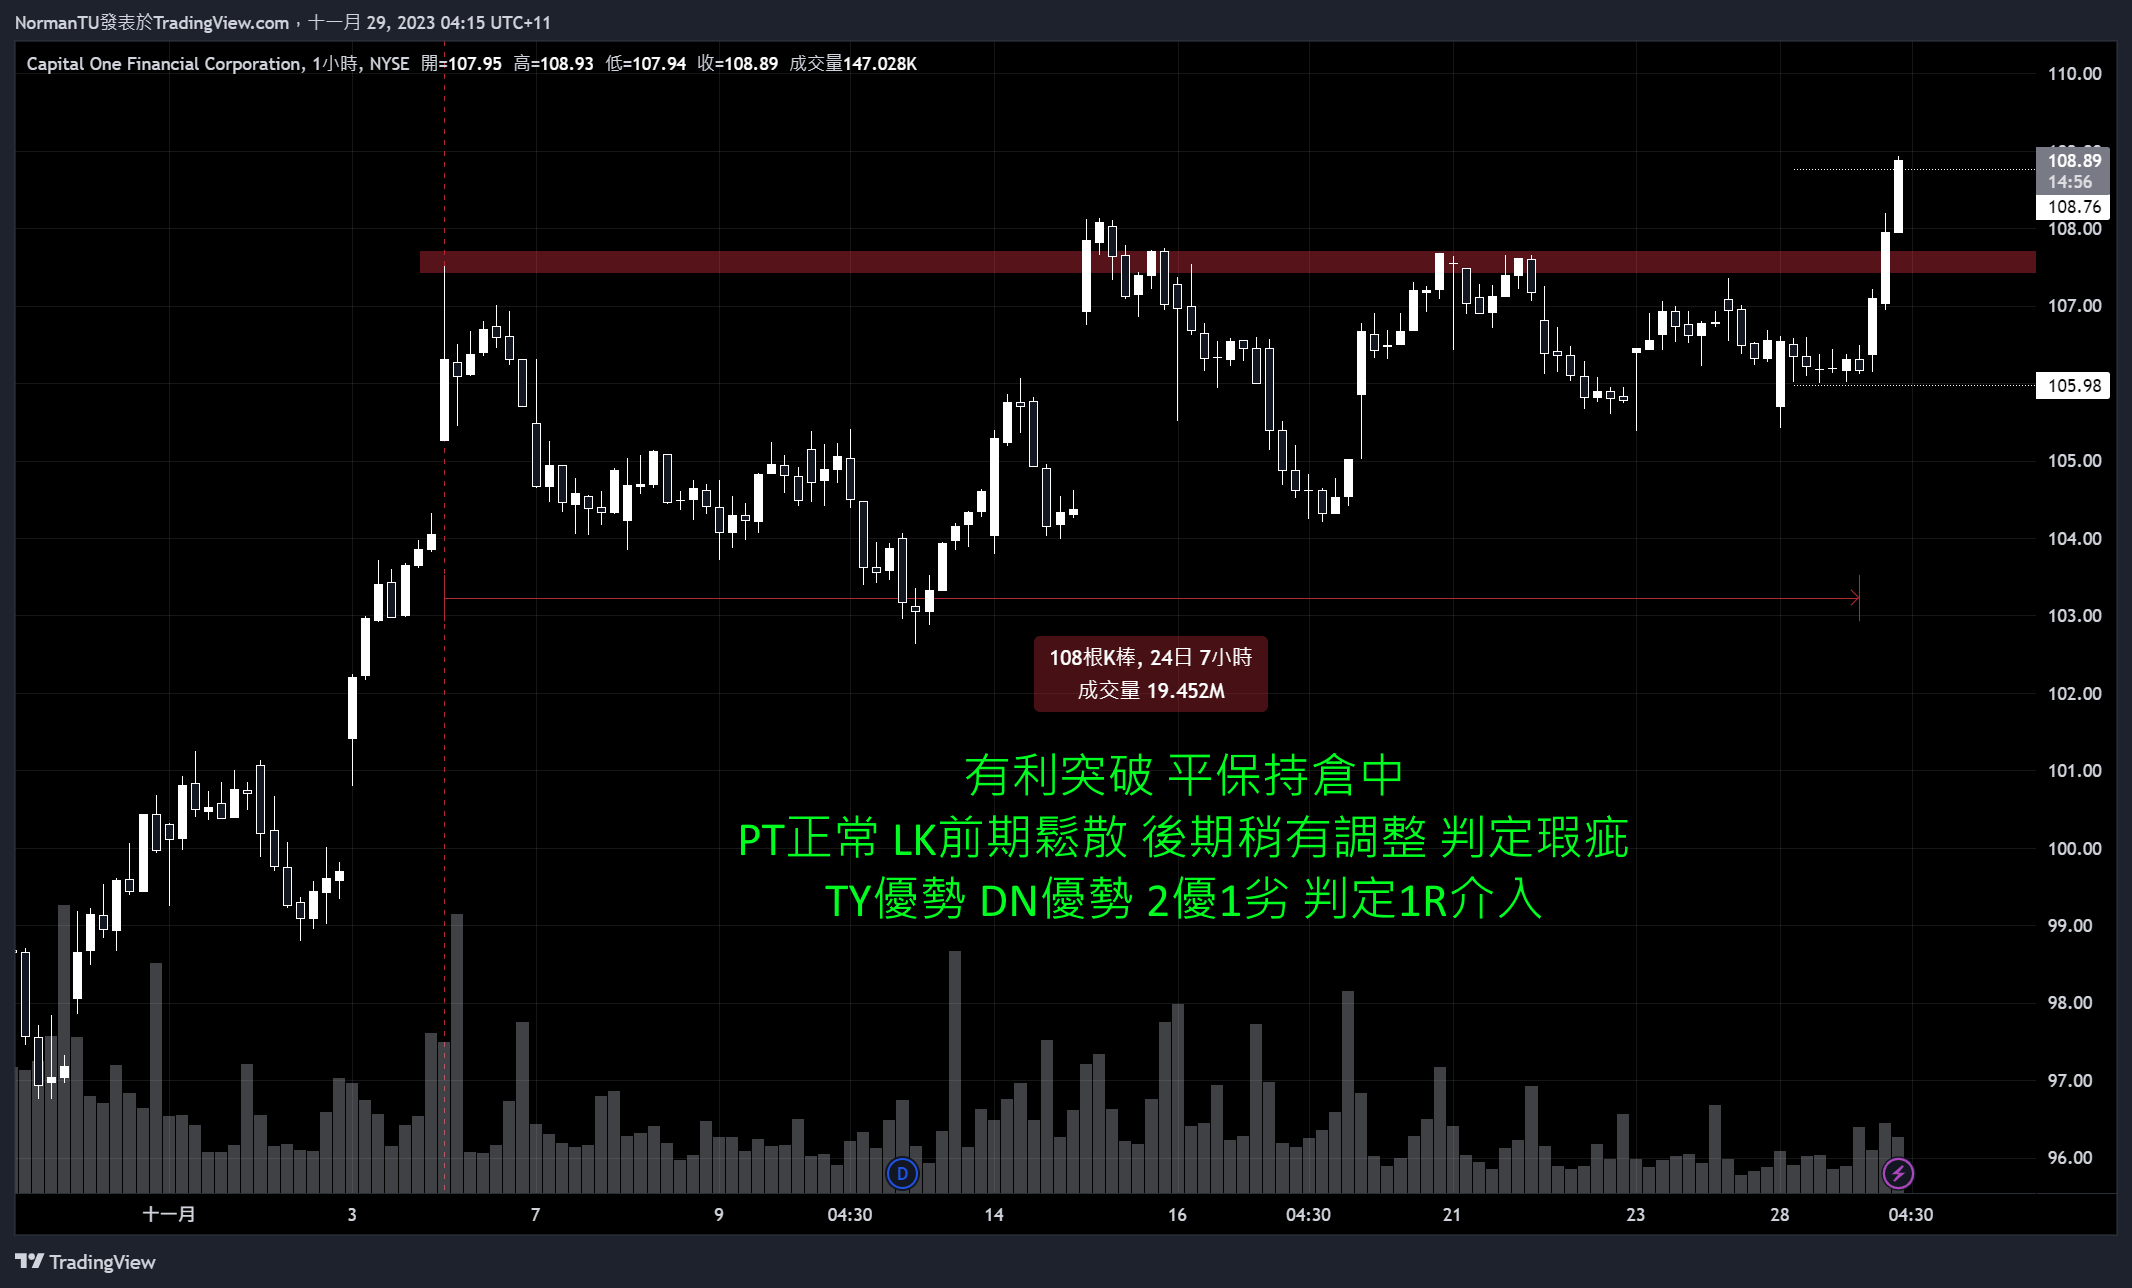 NormanTU發表於TradingView.com，十一月 29, 2023 04:15 UTC+11
Capital One Financial Corporation, 1小時, NYSE 開=107.95 高=108.93 低=107.94 收=108.89 成交量147.028K
110.00
108.89
14:56
108.76
108.00
107.00
105.98
105.00
104.00
103.00
108根K棒, 24日 7小時
成交量 19.452M
102.00
有利突破 平保持倉中
101.00
PT正常 LK前期鬆散 後期稍有調整 判定瑕疵
100.00
TY優勢 DN優勢 2優1劣 判定1R介入
99.00
98.00
97.00
96.00
D
十一月 3 7 9 04:30 14 16 04:30 21 23 28 04:30
TradingView